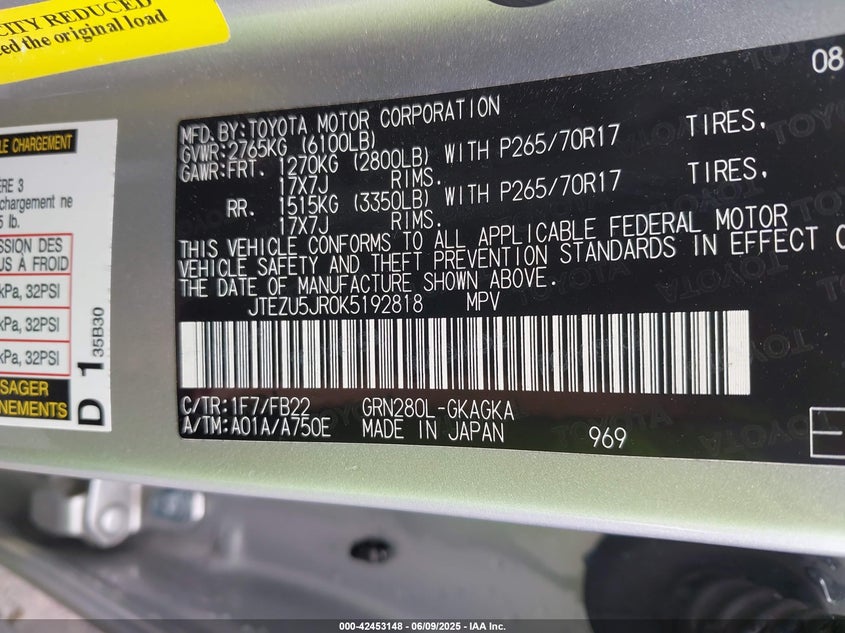 CITY REDUCED
ed the original load
LE CHARGEMENT
ÈRE 3
chargement ne
5 lb.
SSION DES
US À FROID
kPa, 32PSI
kPa, 32PSI
kPa, 32PSI
SAGER
NEMENTS
D 1 35B30
08
MFD.BY:TOYOTA MOTOR CORPORATION
GVWR:2765KG (6100LB)
GAWR:FRT. 1270KG (2800LB) WITH P265/70R17 TIRES,
17X7J RIMS.
RR. 1515KG (3350LB) WITH P265/70R17 TIRES,
17X7J RIMS.
THIS VEHICLE CONFORMS TO ALL APPLICABLE FEDERAL MOTOR
VEHICLE SAFETY AND THEFT PREVENTION STANDARDS IN EFFECT O
THE DATE OF MANUFACTURE SHOWN ABOVE.
JTEZU5JR0K5192818 MPV
C/TR:1F7/FB22 GRN280L-GKAGKA
A/TM:A01A/A750E MADE IN JAPAN 969
000-42453148 - 06/09/2025 - IAA Inc.